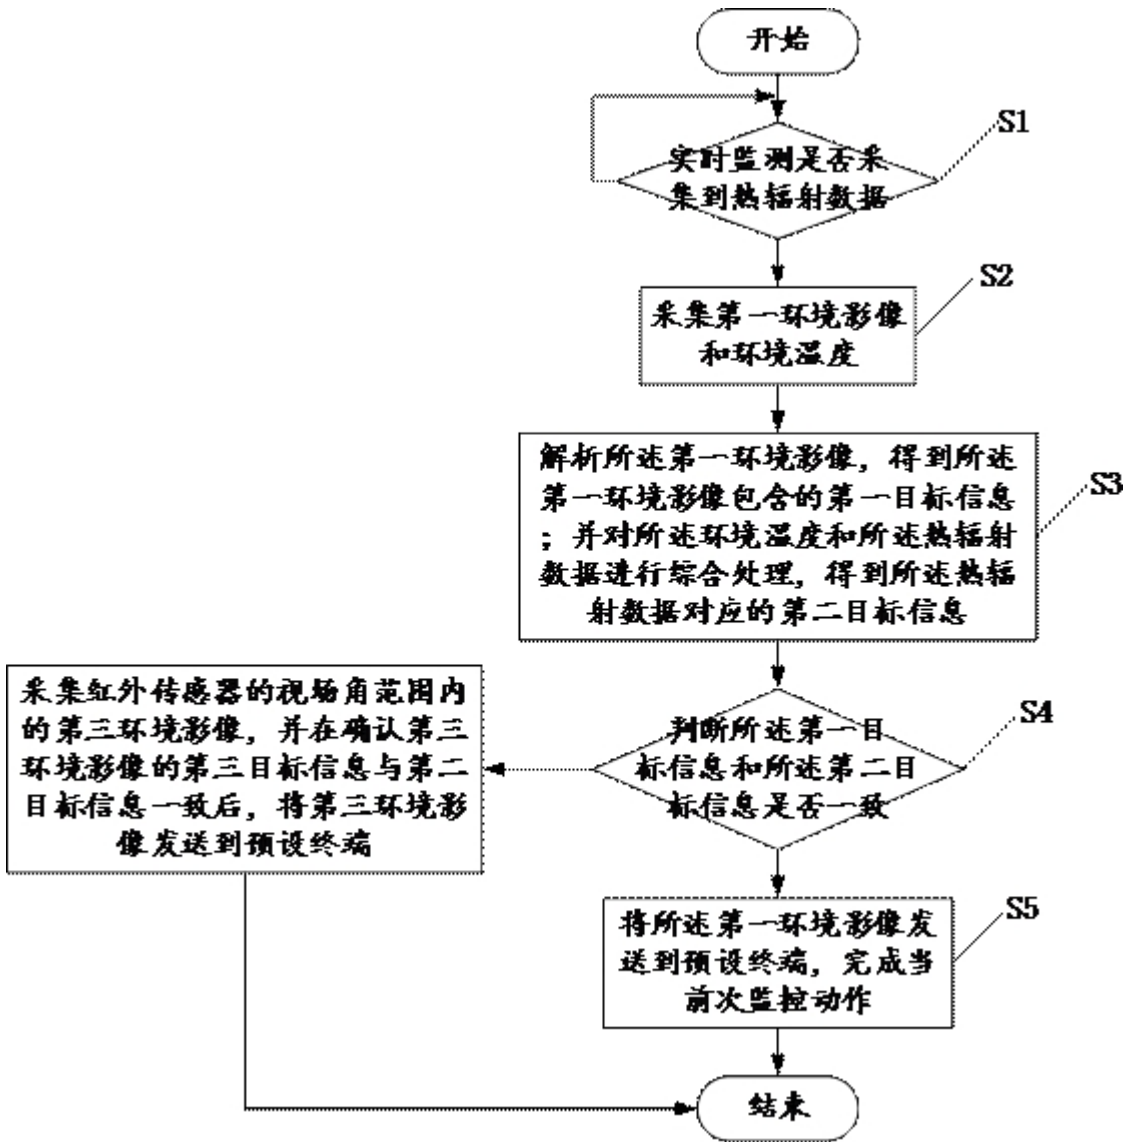 开始
S1
实时监测是否采
集到热辐射数据
S2
采集第一环境影像
和环境温度
解析所述第一环境影像，得到所述
第一环境影像包含的第一目标信息
；并对所述环境温度和所述热辐射
数据进行综合处理，得到所述热辐
射数据对应的第二目标信息
S3
采集红外传感器的视场角范围内
的第三环境影像，并在确认第三
环境影像的第三目标信息与第二
目标信息一致后，将第三环境影
像发送到预设终端
S4
判断所述第一目
标信息和所述第二目
标信息是否一致
S5
将所述第一环境影像发
送到预设终端，完成当
前次监控动作
结束